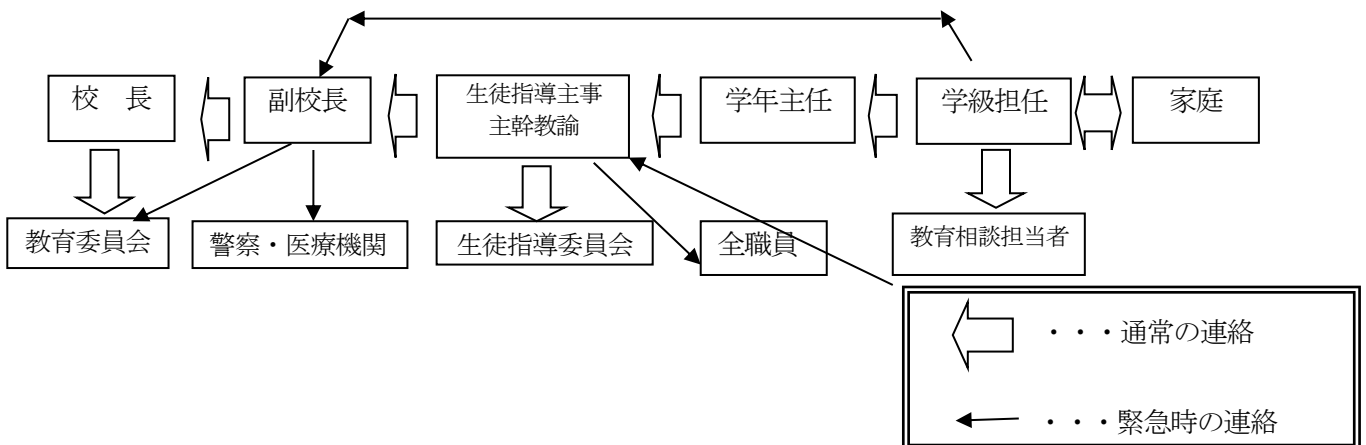 校　長
副校長
生徒指導主事
主幹教諭
学年主任
学級担任
家庭
教育委員会
警察・医療機関
生徒指導委員会
全職員
教育相談担当者
・・・通常の連絡
・・・緊急時の連絡